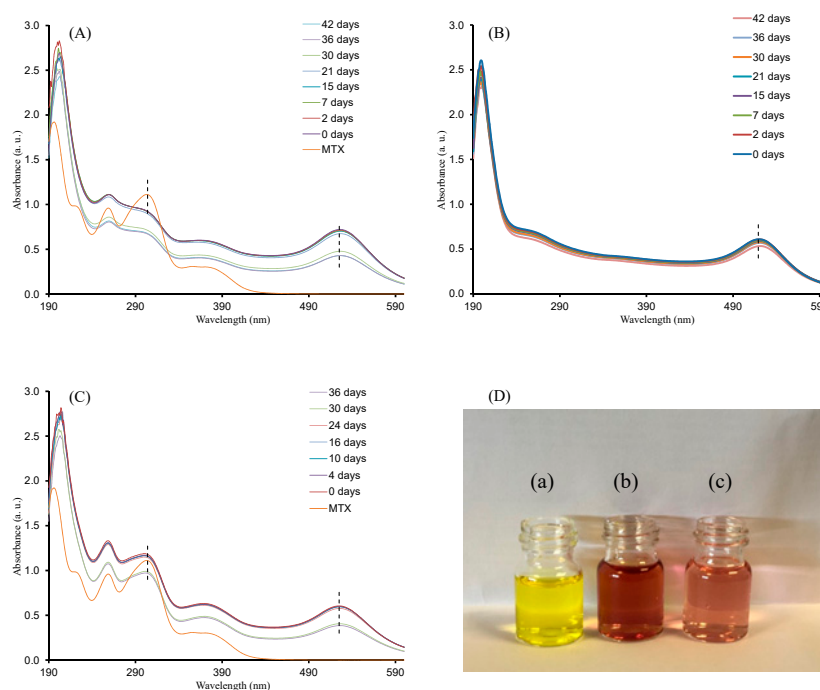 (A)
3.0
2.5
2.0
1.5
1.0
0.5
0.0
190
290
390
490
590
Absorbance (a. u.)
Wavelength (nm)
42 days
36 days
30 days
21 days
15 days
7 days
2 days
0 days
MTX
(B)
3.0
2.5
2.0
1.5
1.0
0.5
0.0
190
290
390
490
590
Absorbance (a. u.)
Wavelength (nm)
42 days
36 days
30 days
21 days
15 days
7 days
2 days
0 days
(C)
3.0
2.5
2.0
1.5
1.0
0.5
0.0
190
290
390
490
590
Absorbance (a. u.)
Wavelength (nm)
36 days
30 days
24 days
16 days
10 days
4 days
0 days
MTX
(D)
(a)
(b)
(c)